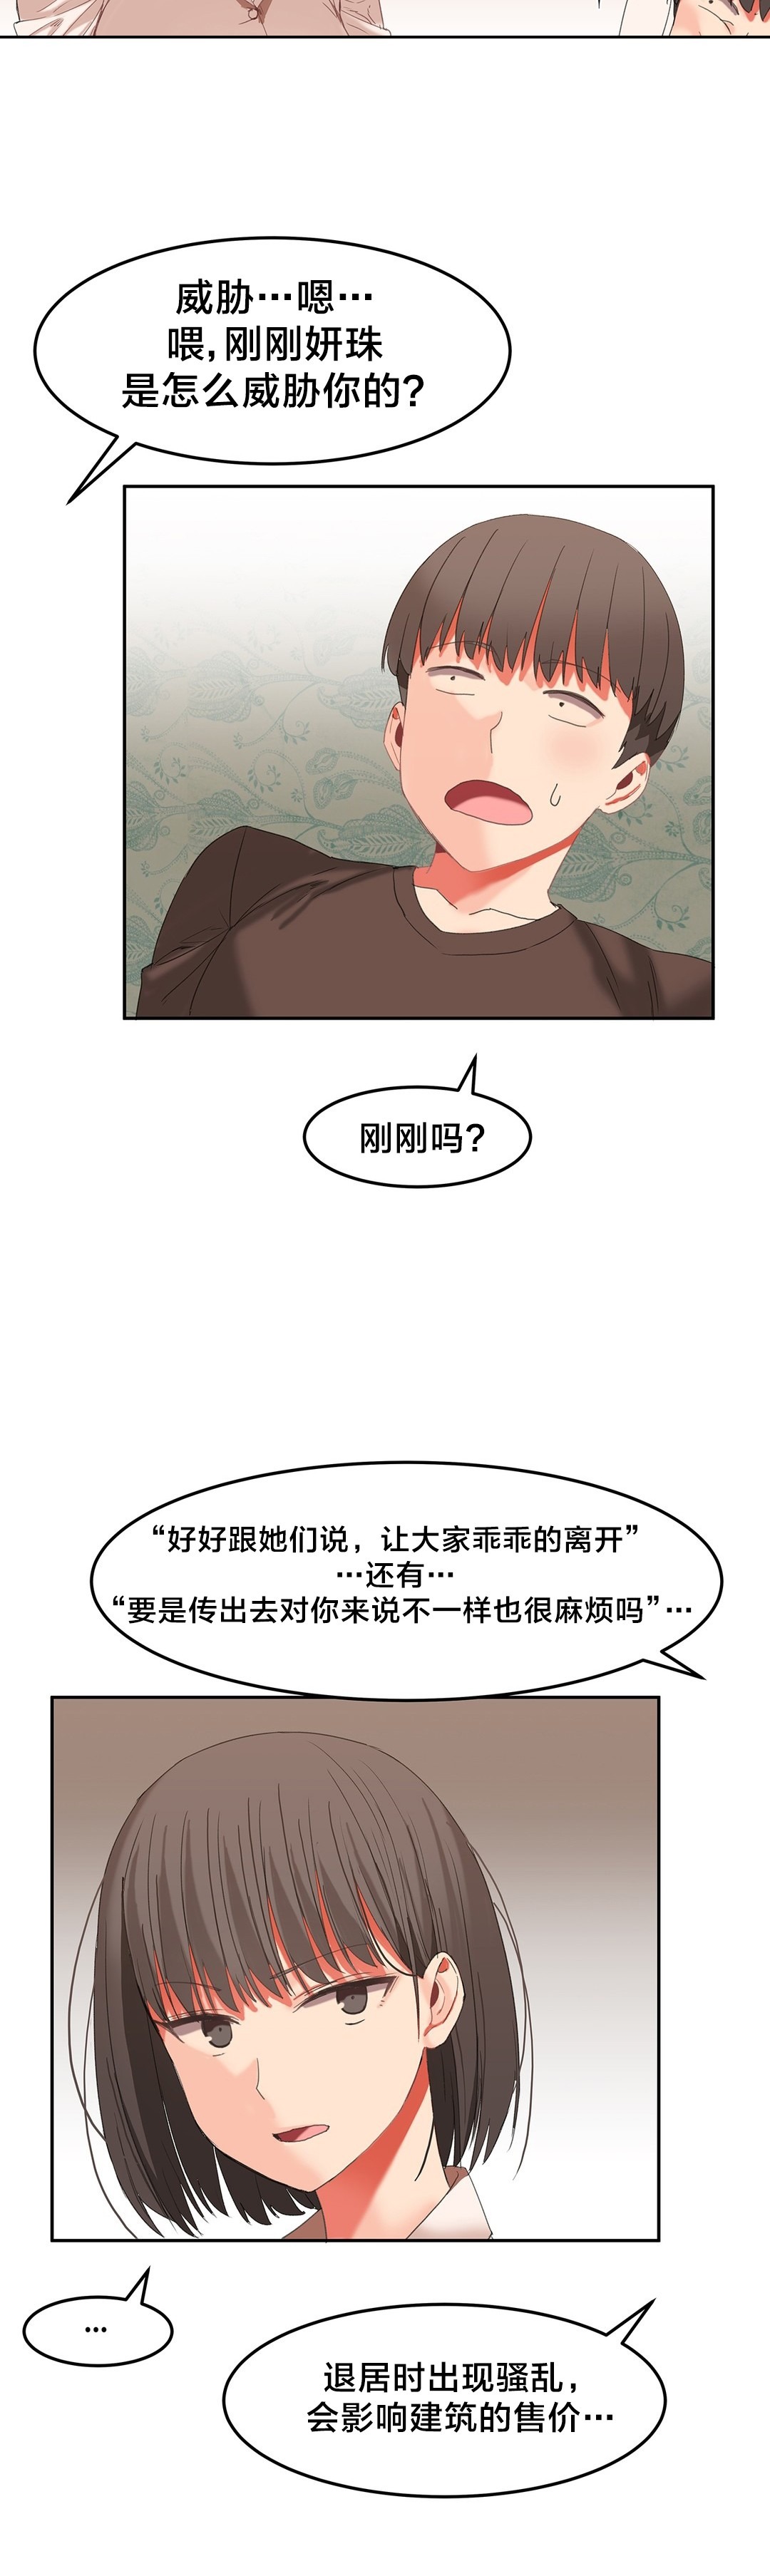 威胁…嗯…
喂,刚刚妍珠
是怎么威胁你的?
刚刚吗?
“好好跟她们说，让大家乖乖的离开”
…还有…
“要是传出去对你来说不一样也很麻烦吗”…
…
退居时出现骚乱，
会影响建筑的售价…